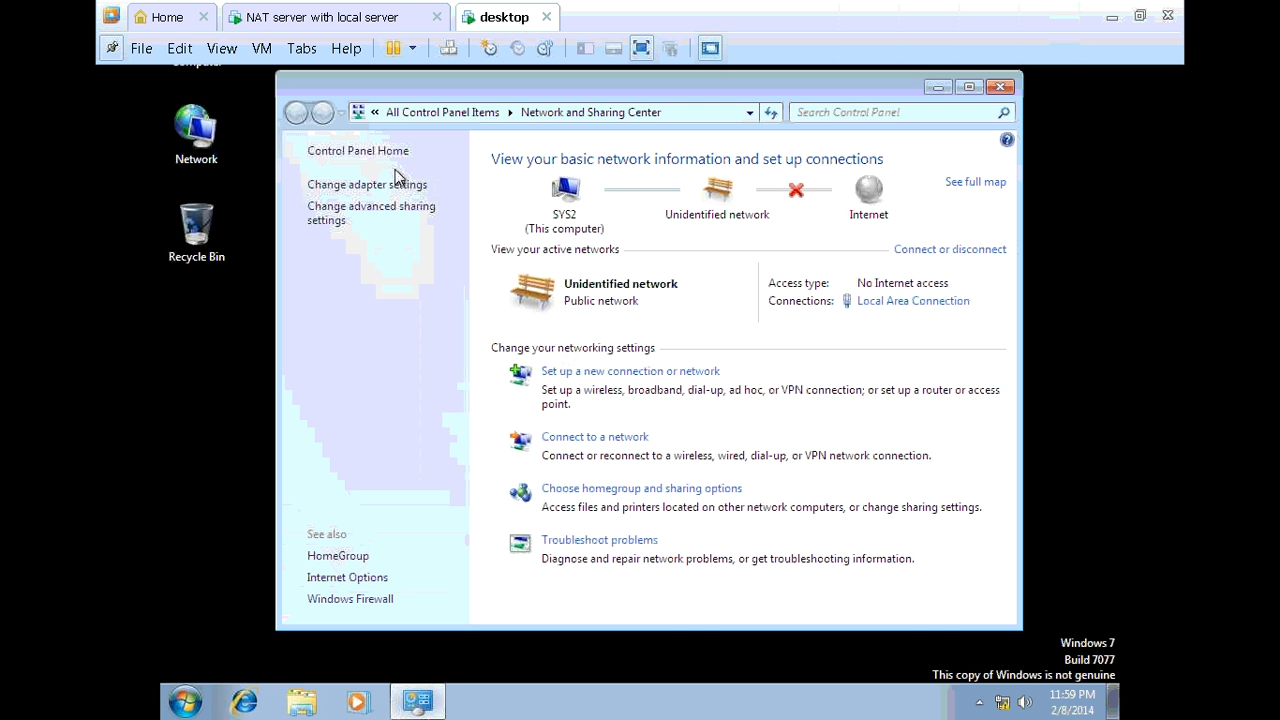 Home
NAT server with local server
desktop
File Edit View VM Tabs Help
Network
Recycle Bin
« All Control Panel Items Network and Sharing Center
Search Control Panel
Control Panel Home
Change adapter settings
Change advanced sharing
settings
See also
HomeGroup
Internet Options
Windows Firewall
View your basic network information and set up connections
See full map
SYS2
(This computer)
Unidentified network
Internet
View your active networks
Connect or disconnect
Unidentified network
Public network
Access type: No Internet access
Connections: Local Area Connection
Change your networking settings
Set up a new connection or network
Set up a wireless, broadband, dial-up, ad hoc, or VPN connection; or set up a router or access
point.
Connect to a network
Connect or reconnect to a wireless, wired, dial-up, or VPN network connection.
Choose homegroup and sharing options
Access files and printers located on other network computers, or change sharing settings.
Troubleshoot problems
Diagnose and repair network problems, or get troubleshooting information.
Windows 7
Build 7077
This copy of Windows is not genuine
11:59 PM
2/8/2014